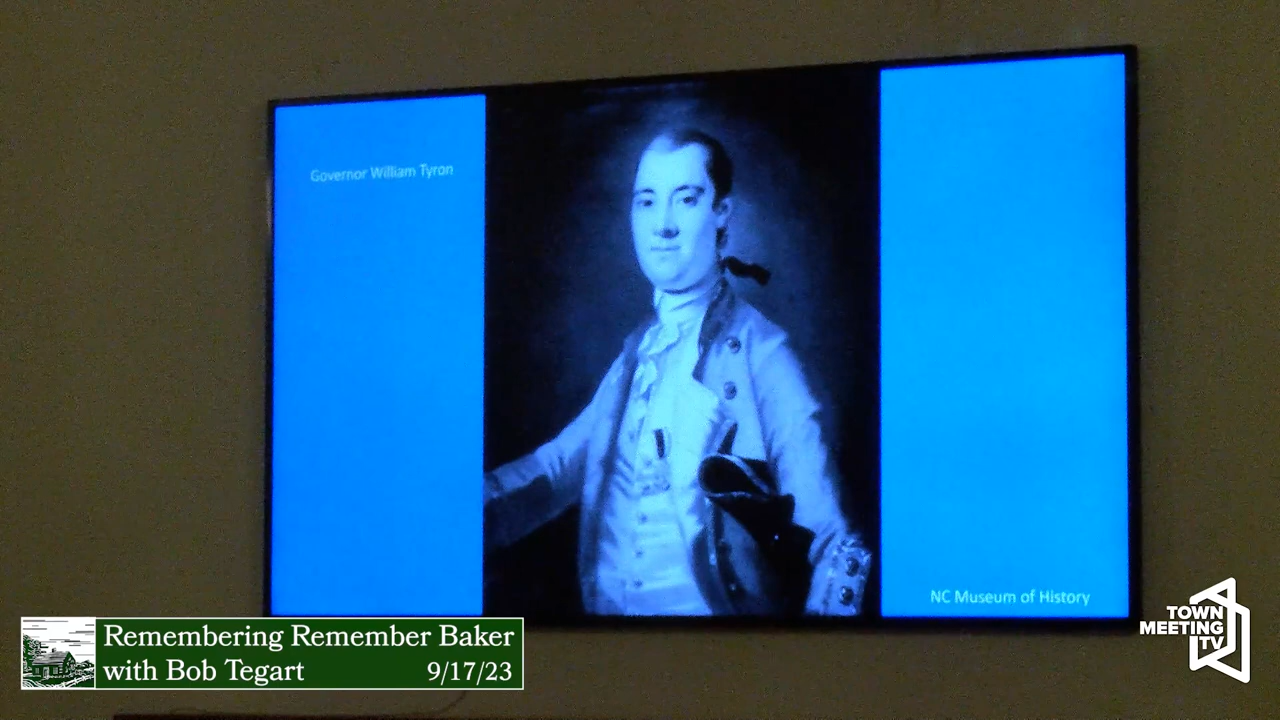 Governor William Tyron
NC Museum of History
Remembering Remember Baker
with Bob Tegart 9/17/23
TOWN
MEETING
TV